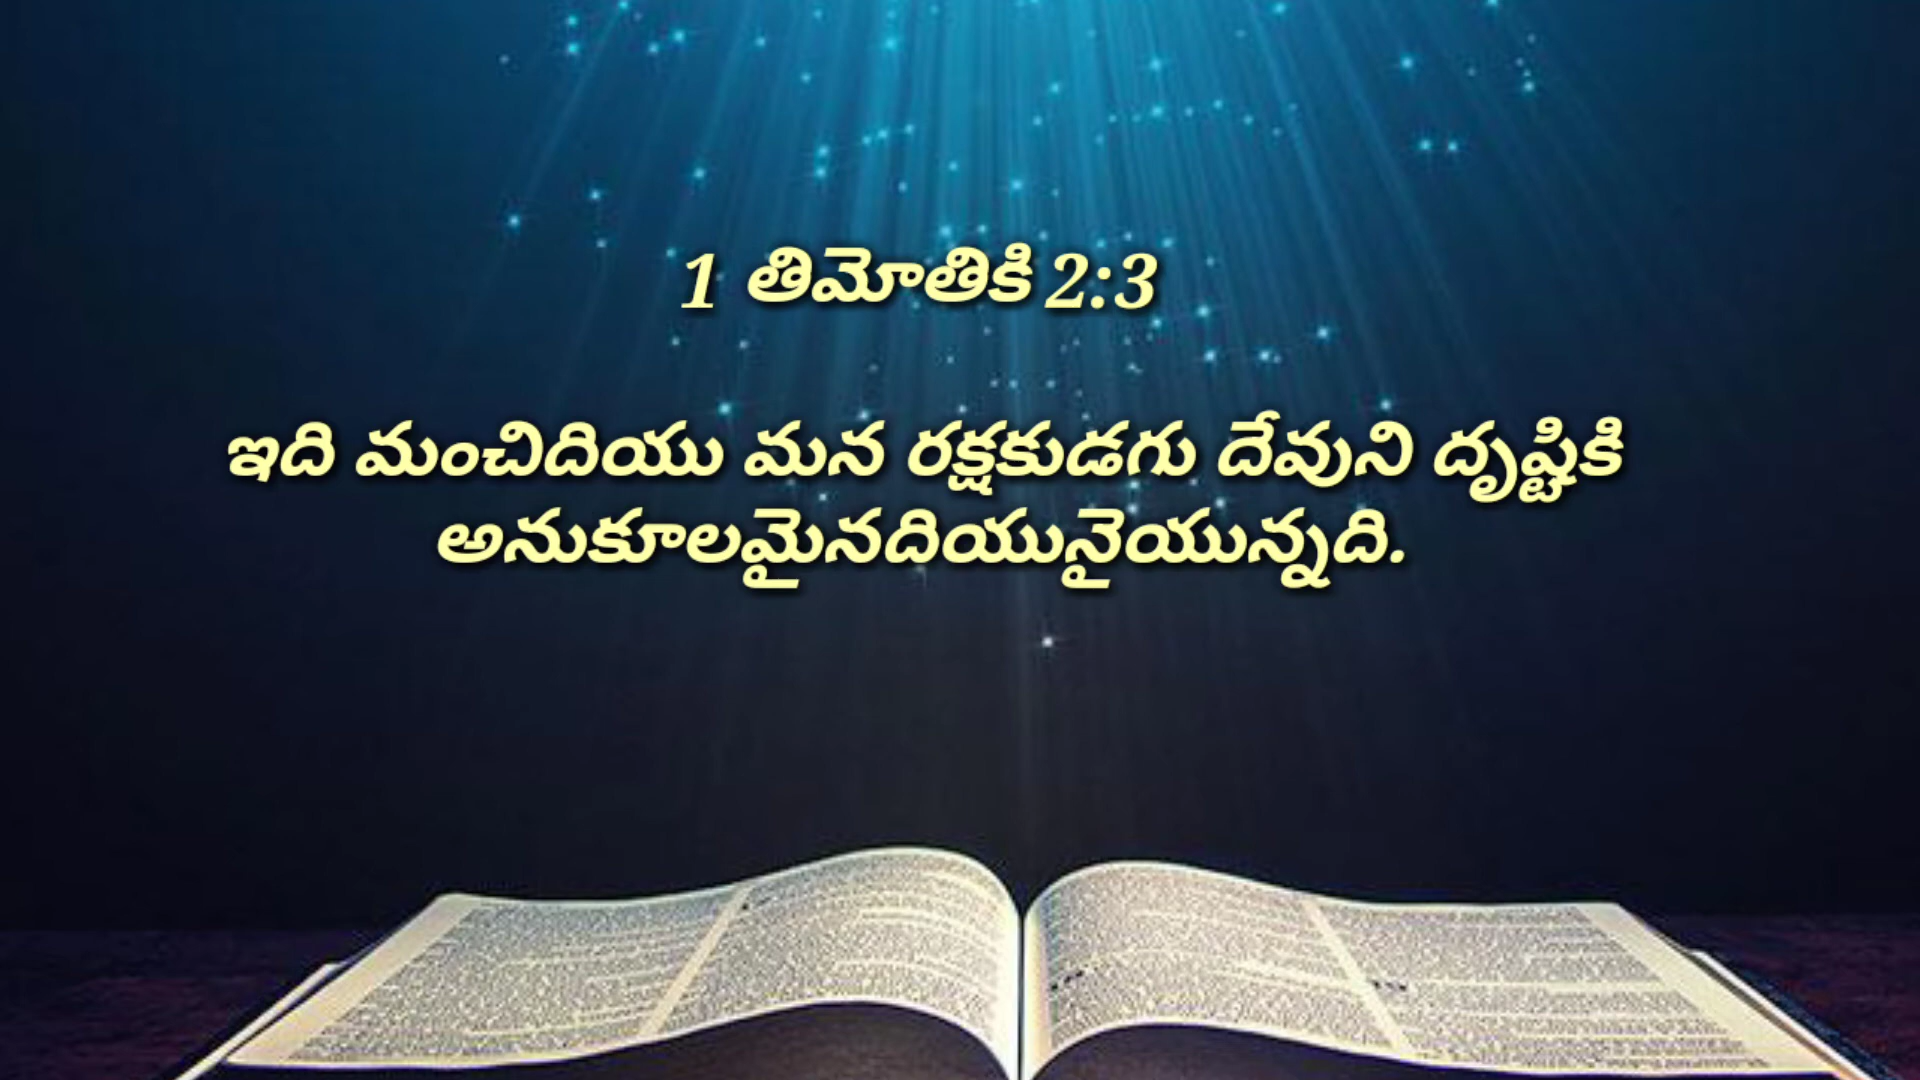 1 తిమోతికి 2:3
ఇది మంచిదియు మన రక్షకుడగు దేవుని దృష్టికి
అనుకూలమైనదియునైయున్నది.